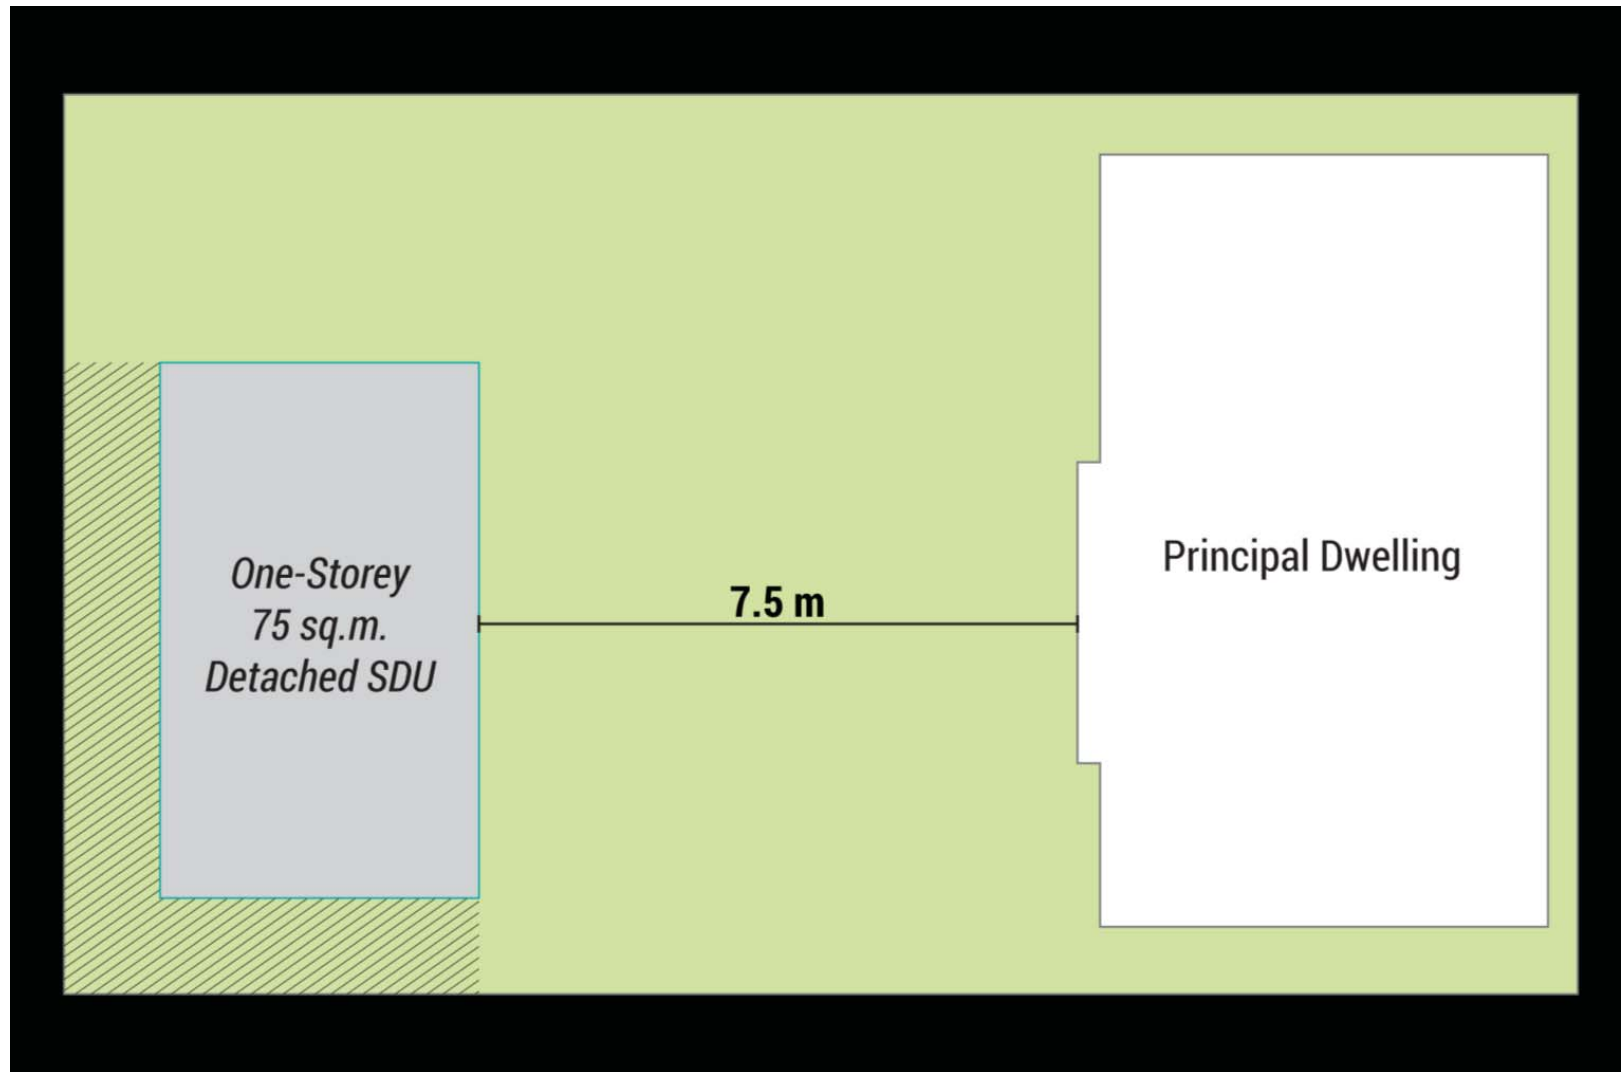 One-Storey
75 sq.m.
Detached SDU
7.5 m
Principal Dwelling